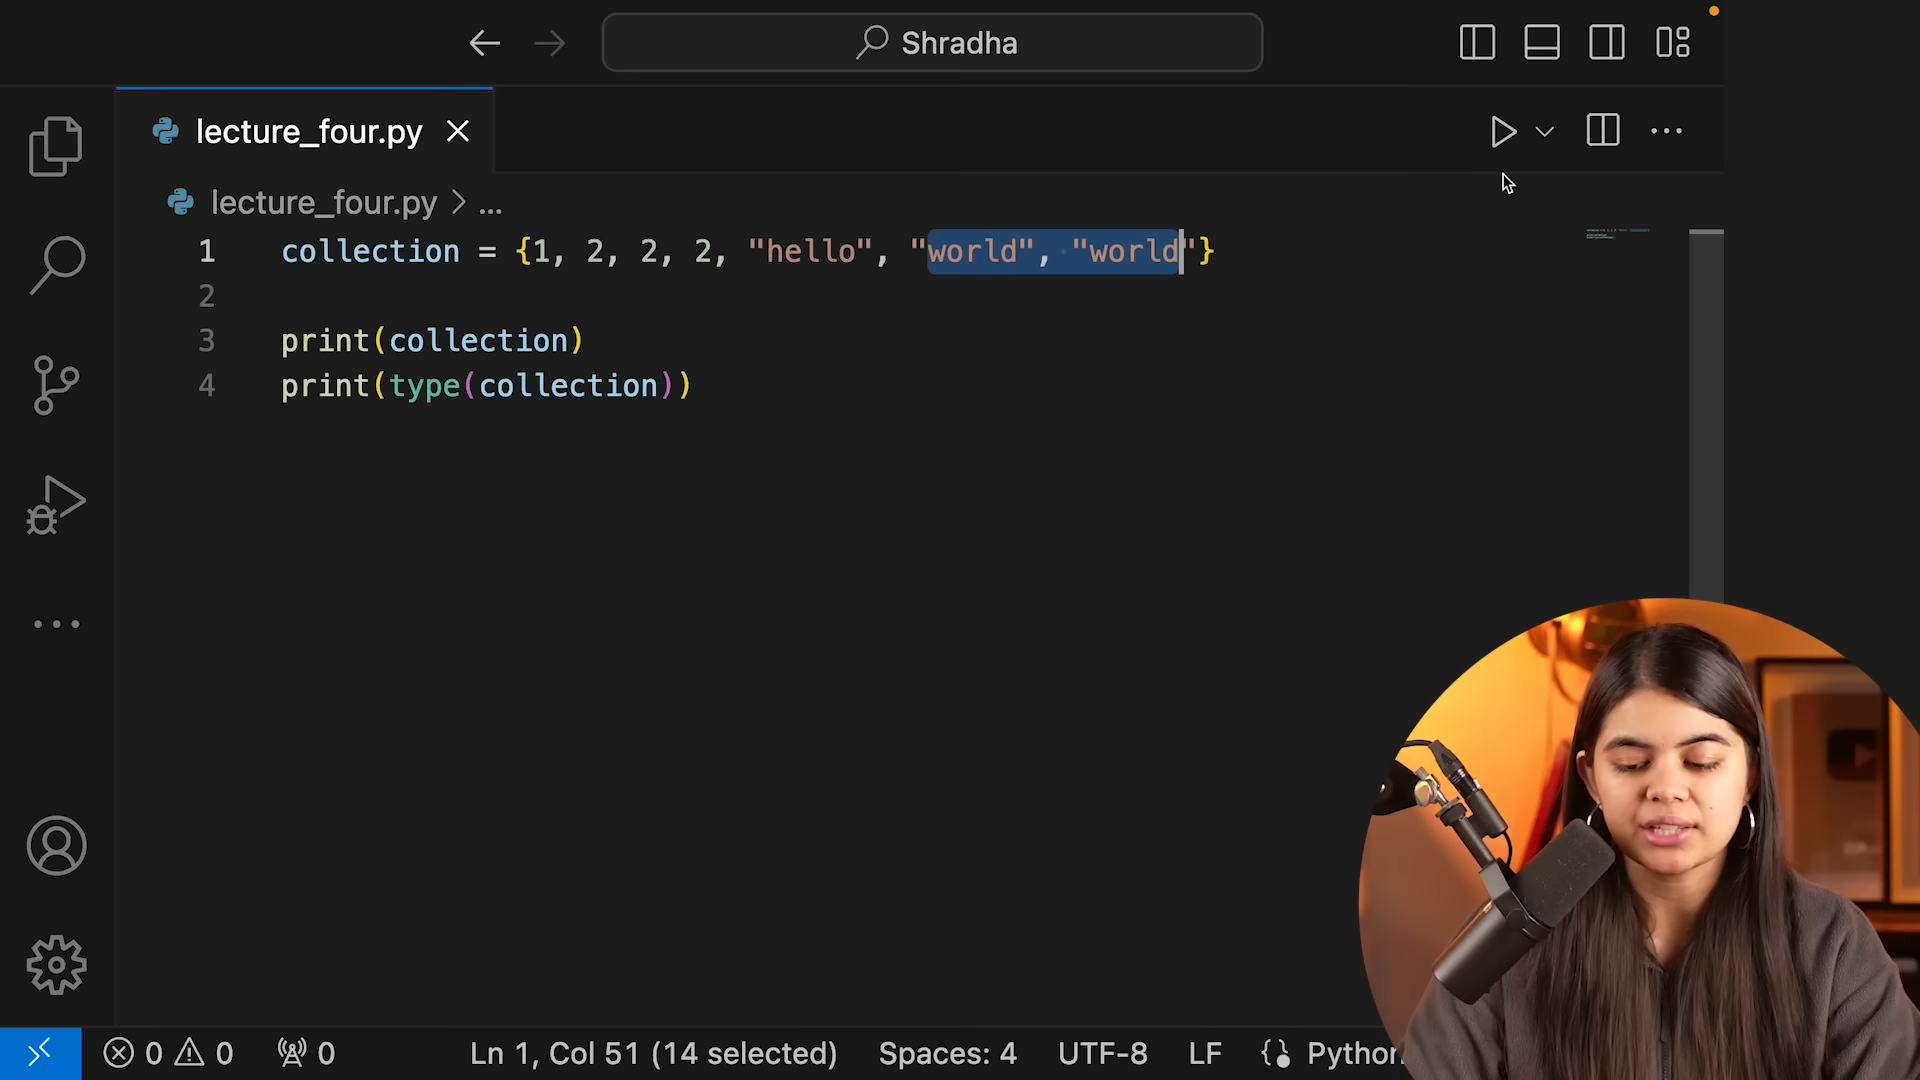 Shradha
lecture_four.py
lecture_four.py > ...
1 collection = {1, 2, 2, 2, "hello", "world", "world"}
2
3 print(collection)
4 print(type(collection))
0 0 0 Ln 1, Col 51 (14 selected) Spaces: 4 UTF-8 LF Python